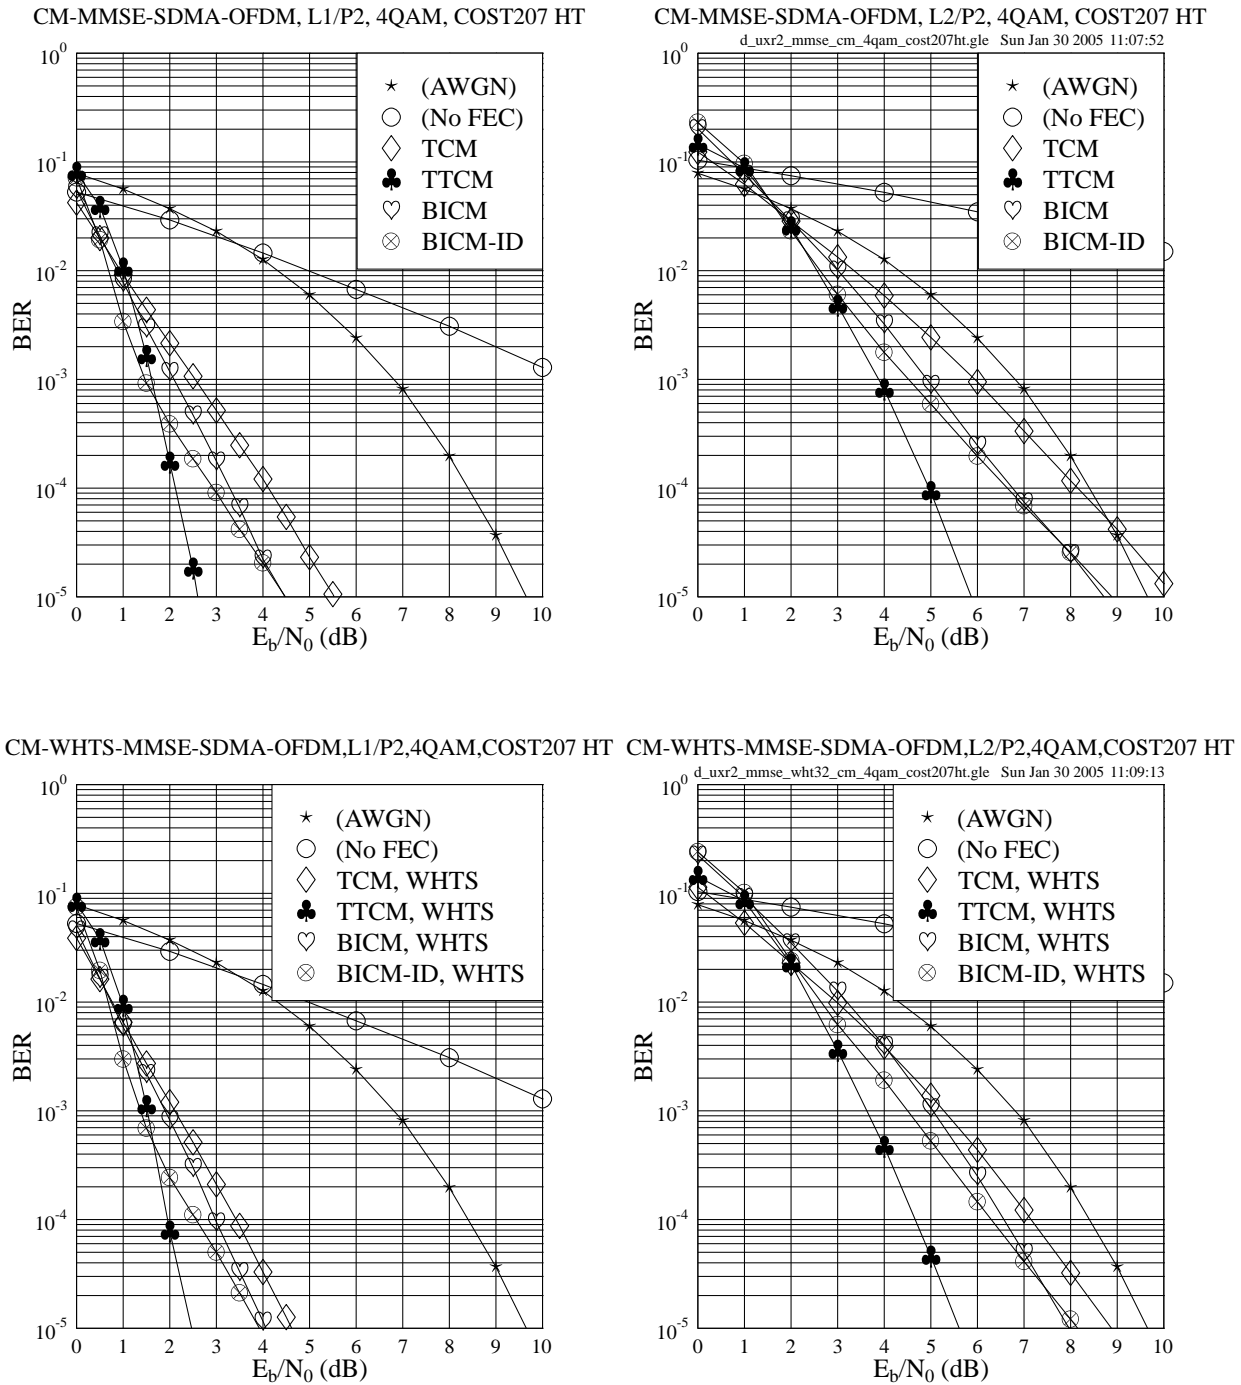 CM-MMSE-SDMA-OFDM, L1/P2, 4QAM, COST207 HT
10^0
10^-1
10^-2
10^-3
10^-4
10^-5
BER
(AWGN)
(No FEC)
TCM
TTCM
BICM
BICM-ID
0 1 2 3 4 5 6 7 8 9 10
E_b/N_0 (dB)
CM-MMSE-SDMA-OFDM, L2/P2, 4QAM, COST207 HT
d_uxr2_mmse_cm_4qam_cost207ht.gle Sun Jan 30 2005 11:07:52
10^0
10^-1
10^-2
10^-3
10^-4
10^-5
BER
(AWGN)
(No FEC)
TCM
TTCM
BICM
BICM-ID
0 1 2 3 4 5 6 7 8 9 10
E_b/N_0 (dB)
CM-WHTS-MMSE-SDMA-OFDM,L1/P2,4QAM,COST207 HT
10^0
10^-1
10^-2
10^-3
10^-4
10^-5
BER
(AWGN)
(No FEC)
TCM, WHTS
TTCM, WHTS
BICM, WHTS
BICM-ID, WHTS
0 1 2 3 4 5 6 7 8 9 10
E_b/N_0 (dB)
CM-WHTS-MMSE-SDMA-OFDM,L2/P2,4QAM,COST207 HT
d_uxr2_mmse_wht32_cm_4qam_cost207ht.gle Sun Jan 30 2005 11:09:13
10^0
10^-1
10^-2
10^-3
10^-4
10^-5
BER
(AWGN)
(No FEC)
TCM, WHTS
TTCM, WHTS
BICM, WHTS
BICM-ID, WHTS
0 1 2 3 4 5 6 7 8 9 10
E_b/N_0 (dB)